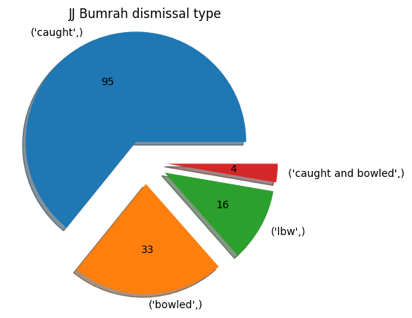 JJ Bumrah dismissal type
('caught',)
95
4
('caught and bowled',)
16
('lbw',)
33
('bowled',)